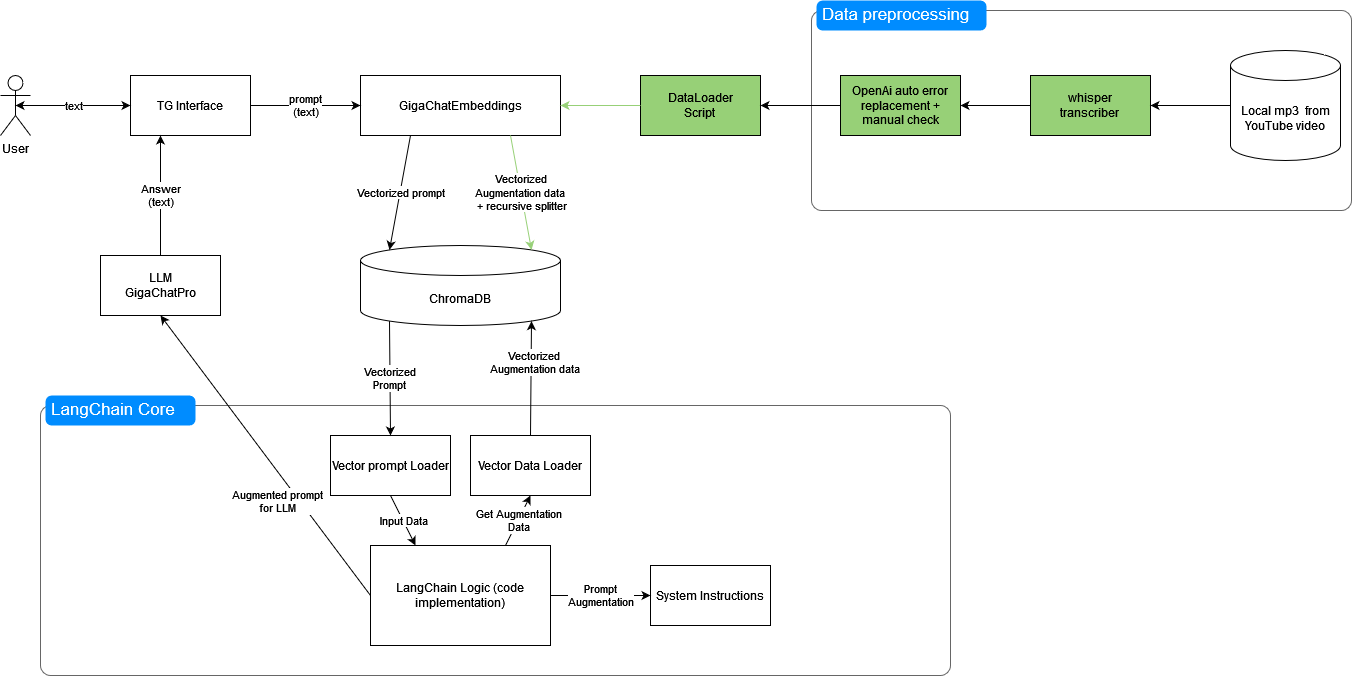 Data preprocessing
User
text
TG Interface
prompt
(text)
GigaChatEmbeddings
DataLoader
Script
OpenAi auto error
replacement +
manual check
whisper
transcriber
Local mp3 from
YouTube video
Answer
(text)
Vectorized prompt
Vectorized
Augmentation data
+ recursive splitter
LLM
GigaChatPro
ChromaDB
Vectorized
Prompt
Vectorized
Augmentation data
LangChain Core
Vector prompt Loader
Vector Data Loader
Augmented prompt
for LLM
Input Data
Get Augmentation
Data
LangChain Logic (code
implementation)
Prompt
Augmentation
System Instructions